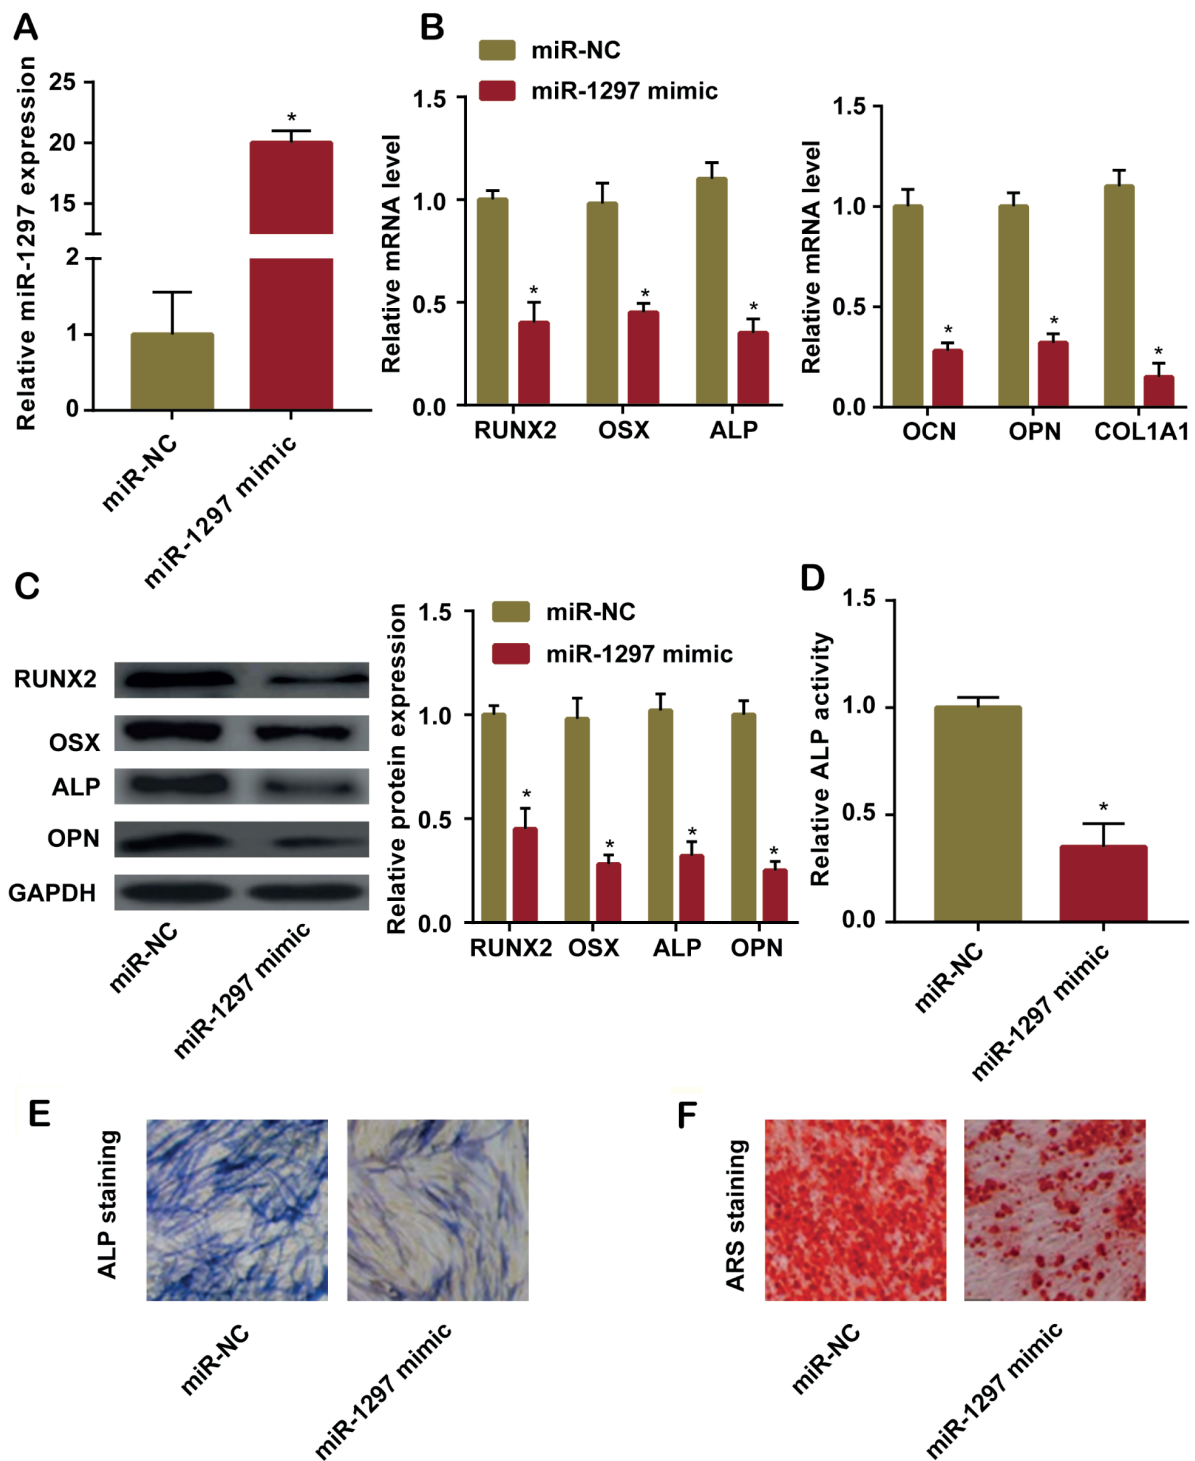 A
Relative miR-1297 expression
25
20
15
2
1
0
*
miR-NC
miR-1297 mimic
B
miR-NC
miR-1297 mimic
Relative mRNA level
1.5
1.0
0.5
0.0
*
*
*
RUNX2
OSX
ALP
Relative mRNA level
1.5
1.0
0.5
0.0
*
*
*
OCN
OPN
COL1A1
C
RUNX2
OSX
ALP
OPN
GAPDH
miR-NC
miR-1297 mimic
Relative protein expression
miR-NC
miR-1297 mimic
1.5
1.0
0.5
0.0
*
*
*
*
RUNX2
OSX
ALP
OPN
D
Relative ALP activity
1.5
1.0
0.5
0.0
*
miR-NC
miR-1297 mimic
E
ALP staining
miR-NC
miR-1297 mimic
F
ARS staining
miR-NC
miR-1297 mimic